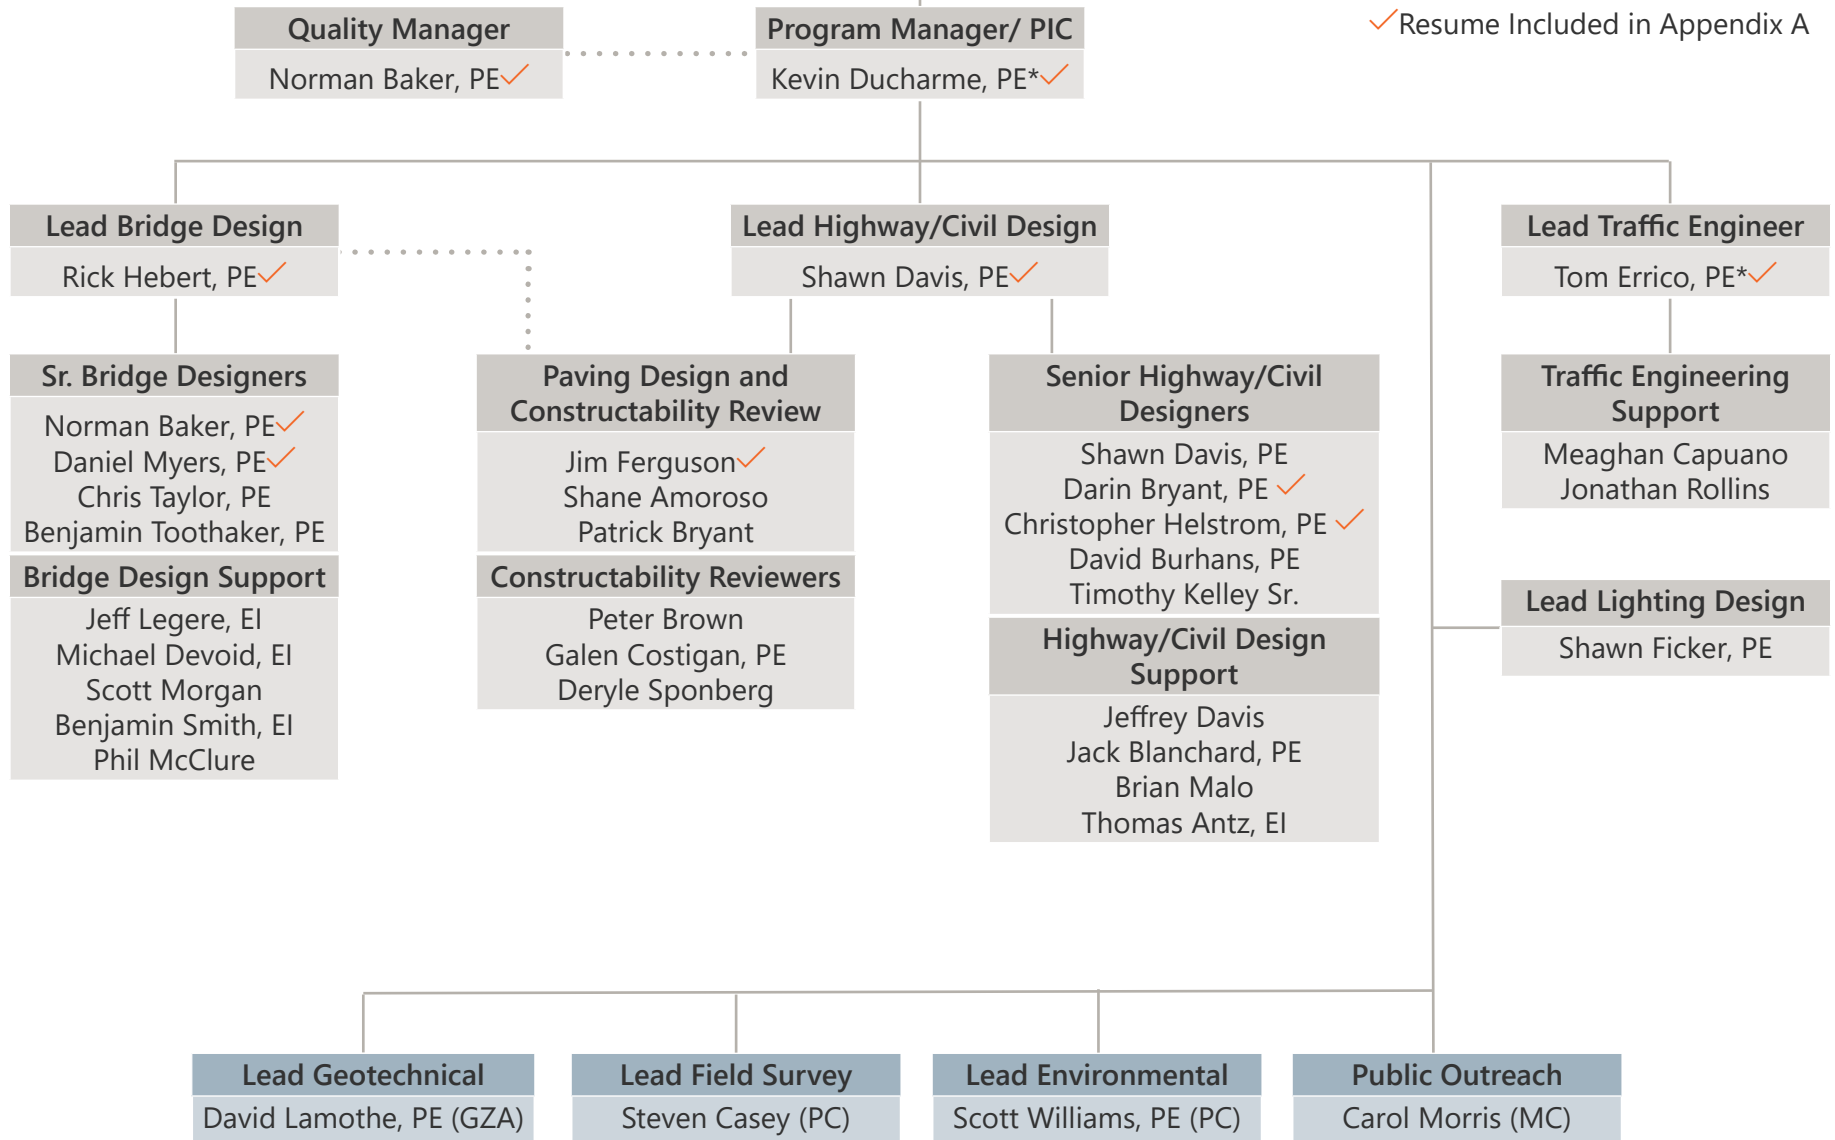 ✓Resume Included in Appendix A
Quality Manager
Norman Baker, PE✓
Program Manager/ PIC
Kevin Ducharme, PE*✓
Lead Bridge Design
Rick Hebert, PE✓
Lead Highway/Civil Design
Shawn Davis, PE✓
Lead Traffic Engineer
Tom Errico, PE*✓
Sr. Bridge Designers
Norman Baker, PE✓
Daniel Myers, PE✓
Chris Taylor, PE
Benjamin Toothaker, PE
Bridge Design Support
Jeff Legere, EI
Michael Devoid, EI
Scott Morgan
Benjamin Smith, EI
Phil McClure
Paving Design and
Constructability Review
Jim Ferguson✓
Shane Amoroso
Patrick Bryant
Constructability Reviewers
Peter Brown
Galen Costigan, PE
Deryle Sponberg
Senior Highway/Civil
Designers
Shawn Davis, PE
Darin Bryant, PE ✓
Christopher Helstrom, PE ✓
David Burhans, PE
Timothy Kelley Sr.
Highway/Civil Design
Support
Jeffrey Davis
Jack Blanchard, PE
Brian Malo
Thomas Antz, EI
Traffic Engineering
Support
Meaghan Capuano
Jonathan Rollins
Lead Lighting Design
Shawn Ficker, PE
Lead Geotechnical
David Lamothe, PE (GZA)
Lead Field Survey
Steven Casey (PC)
Lead Environmental
Scott Williams, PE (PC)
Public Outreach
Carol Morris (MC)